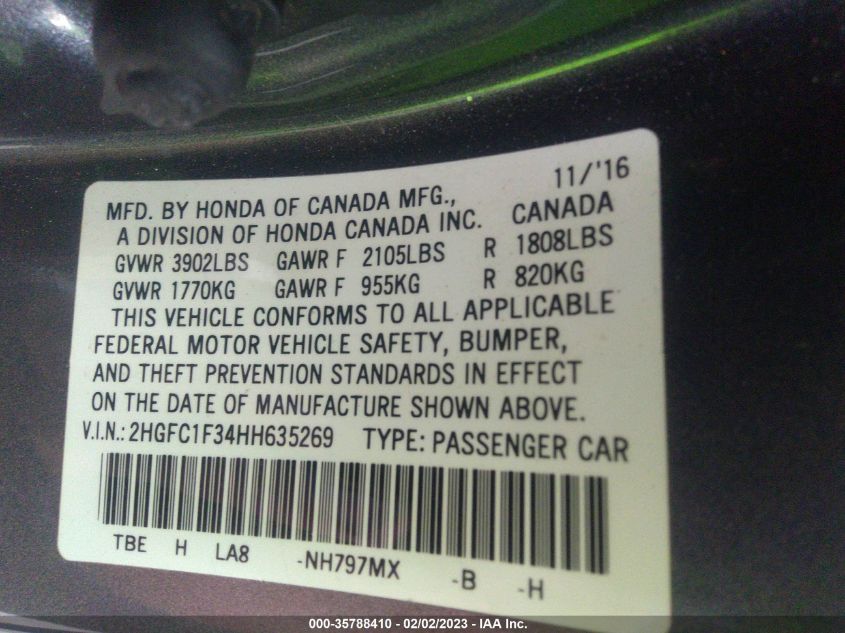 11/'16
MFD. BY HONDA OF CANADA MFG.,
A DIVISION OF HONDA CANADA INC. CANADA
GVWR 3902LBS GAWR F 2105LBS R 1808LBS
GVWR 1770KG GAWR F 955KG R 820KG
THIS VEHICLE CONFORMS TO ALL APPLICABLE
FEDERAL MOTOR VEHICLE SAFETY, BUMPER,
AND THEFT PREVENTION STANDARDS IN EFFECT
ON THE DATE OF MANUFACTURE SHOWN ABOVE.
V.I.N.: 2HGFC1F34HH635269 TYPE: PASSENGER CAR
TBE H LA8 -NH797MX -B -H
000-35788410 - 02/02/2023 - IAA Inc.